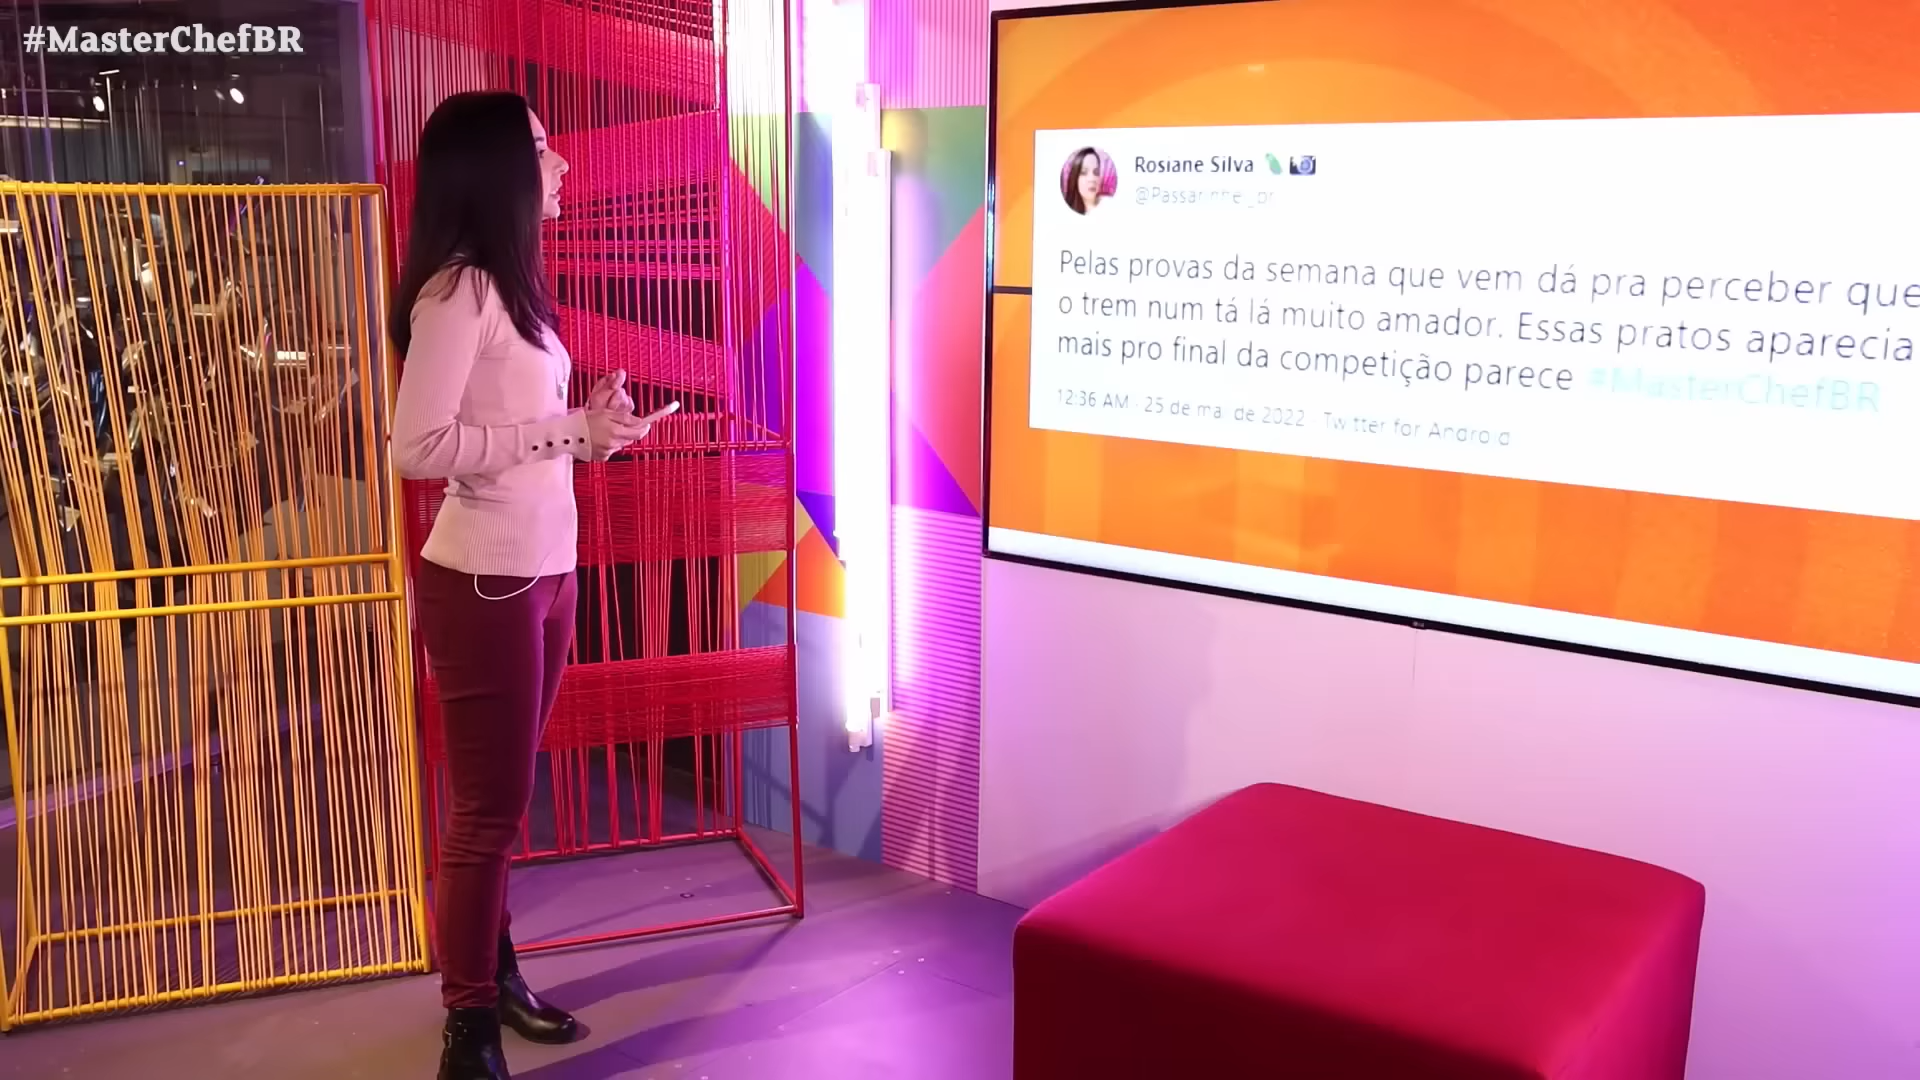 #MasterChefBR
Rosiane Silva
Pelas provas da semana que vem dá pra perceber que
o trem num tá lá muito amador. Essas pratos aparecia
mais pro final da competição parece #MasterChefBR
12:36 AM · 25 de mai de 2022 Twitter for Android